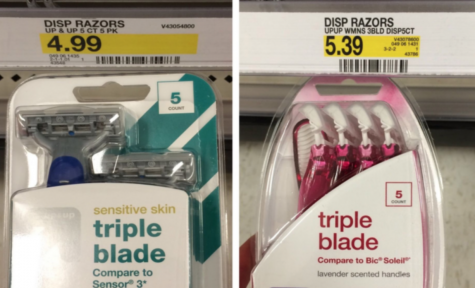 DISP RAZORS
UP & UP 5 CT 5 PK
V43054800
4.99
5
COUNT
sensitive skin
triple
blade
Compare to
Sensor® 3*
DISP RAZORS
UPUP WMNS 3BLD DISP5CT
5.39
5
COUNT
triple
blade
Compare to Bic® Soleil®*
lavender scented handles